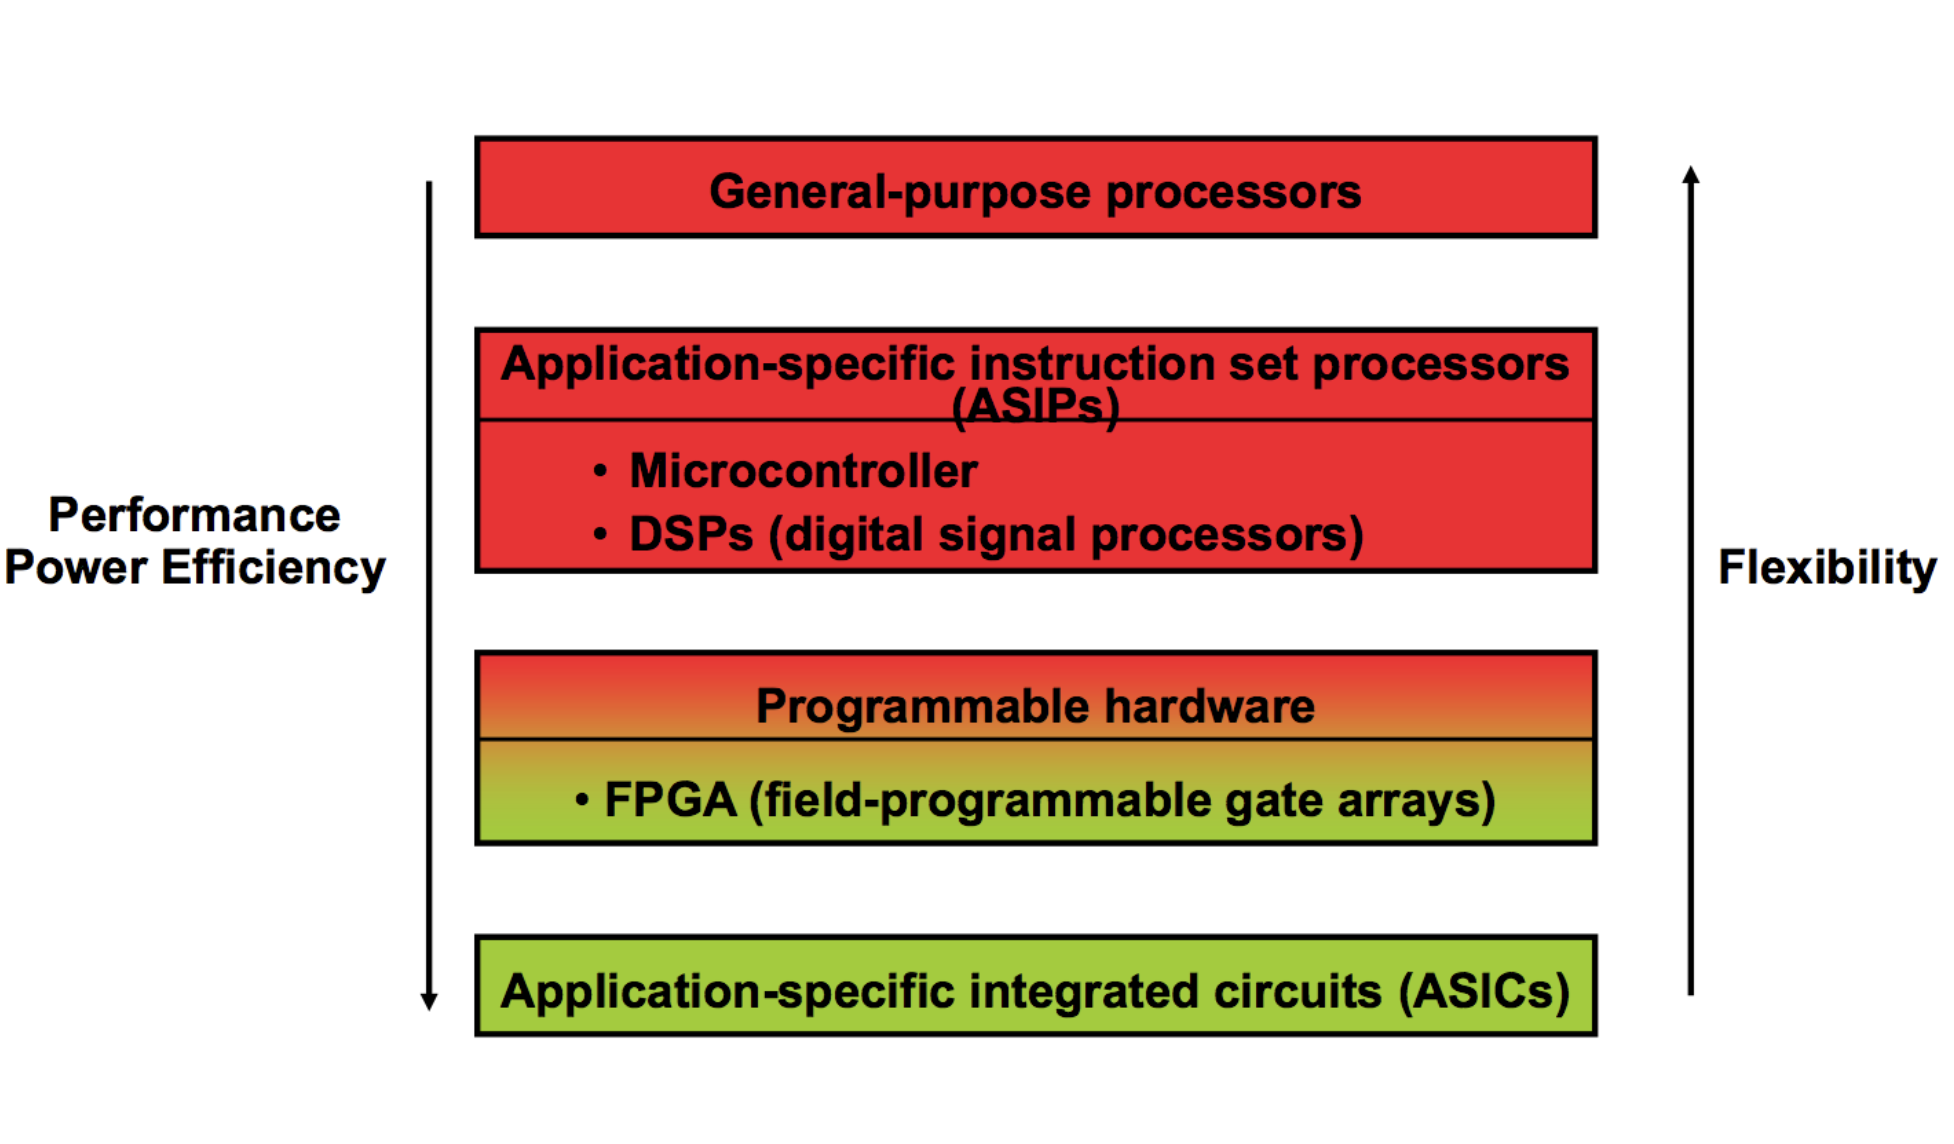 General-purpose processors
Application-specific instruction set processors
(ASIPs)
• Microcontroller
• DSPs (digital signal processors)
Performance
Power Efficiency
Flexibility
Programmable hardware
• FPGA (field-programmable gate arrays)
Application-specific integrated circuits (ASICs)